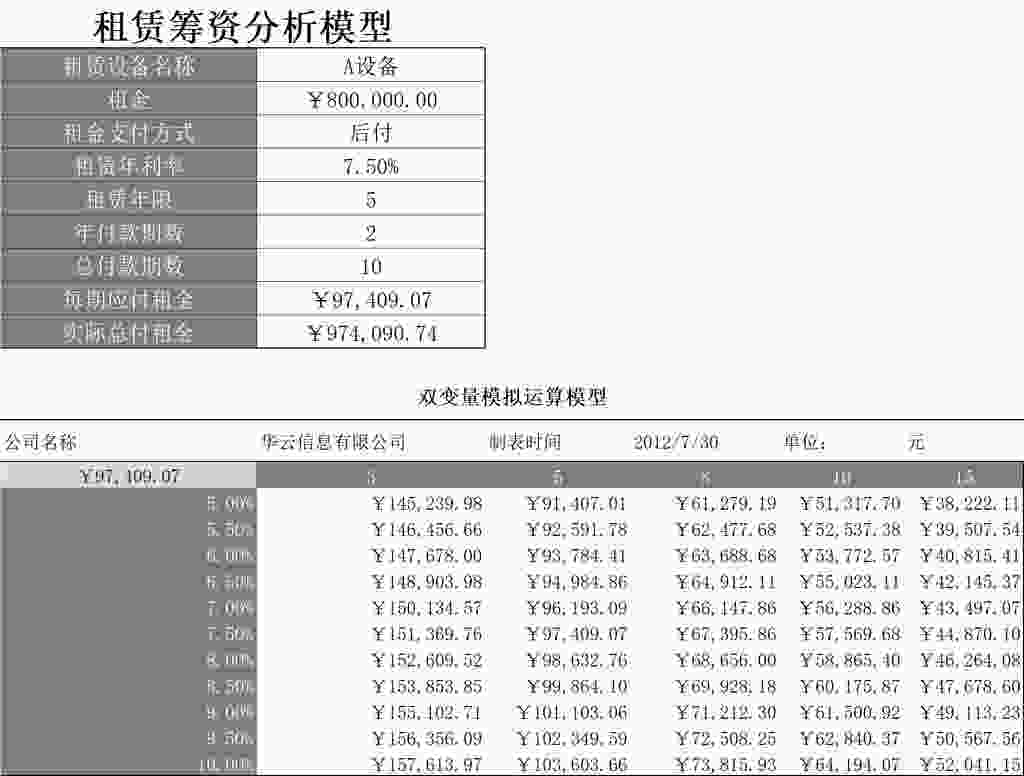 租赁筹资分析模型
租赁设备名称 A设备
租金 ￥800,000.00
租金支付方式 后付
租赁年利率 7.50%
租赁年限 5
年付款期数 2
总付款期数 10
每期应付租金 ￥97,409.07
实际总付租金 ￥974,090.74
双变量模拟运算模型
公司名称 华云信息有限公司 制表时间 2012/7/30 单位: 元
￥97,409.07 3 5 8 10 15
5.00% ￥145,239.98 ￥91,407.01 ￥61,279.19 ￥51,317.70 ￥38,222.11
5.50% ￥146,456.66 ￥92,591.78 ￥62,477.68 ￥52,537.38 ￥39,507.54
6.00% ￥147,678.00 ￥93,784.41 ￥63,688.68 ￥53,772.57 ￥40,815.41
6.50% ￥148,903.98 ￥94,984.86 ￥64,912.11 ￥55,023.11 ￥42,145.37
7.00% ￥150,134.57 ￥96,193.09 ￥66,147.86 ￥56,288.86 ￥43,497.07
7.50% ￥151,369.76 ￥97,409.07 ￥67,395.86 ￥57,569.68 ￥44,870.10
8.00% ￥152,609.52 ￥98,632.76 ￥68,656.00 ￥58,865.40 ￥46,264.08
8.50% ￥153,853.85 ￥99,864.10 ￥69,928.18 ￥60,175.87 ￥47,678.60
9.00% ￥155,102.71 ￥101,103.06 ￥71,212.30 ￥61,500.92 ￥49,113.23
9.50% ￥156,356.09 ￥102,349.59 ￥72,508.25 ￥62,840.37 ￥50,567.56
10.00% ￥157,613.97 ￥103,603.66 ￥73,815.93 ￥64,194.07 ￥52,041.15